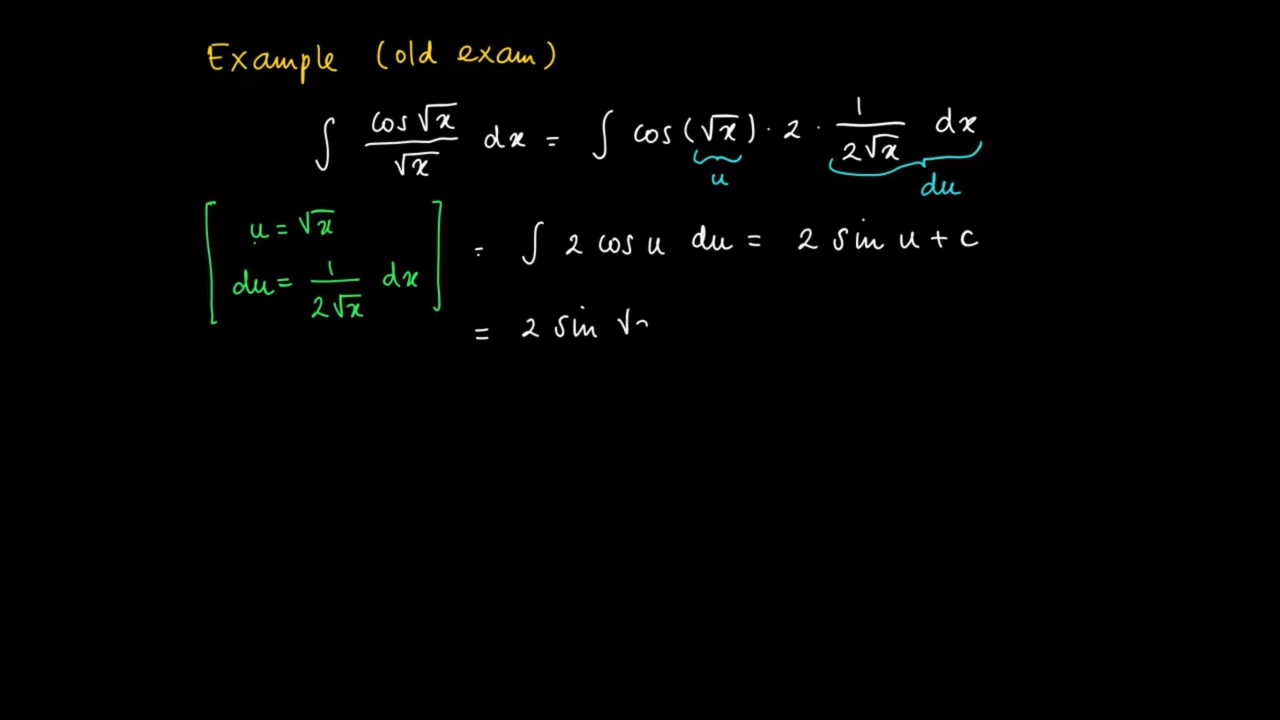 Example (old exam)
∫ cos√x / √x dx = ∫ cos(√x) · 2 · 1 / 2√x dx
u
du
[ u = √x
du = 1 / 2√x dx ]
= ∫ 2 cos u du = 2 sin u + c
= 2 sin √